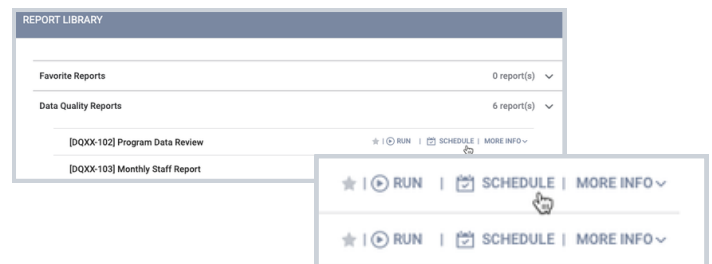 REPORT LIBRARY
Favorite Reports 0 report(s)
Data Quality Reports 6 report(s)
[DQXX-102] Program Data Review | RUN | SCHEDULE | MORE INFO
[DQXX-103] Monthly Staff Report
| RUN | SCHEDULE | MORE INFO
| RUN | SCHEDULE | MORE INFO